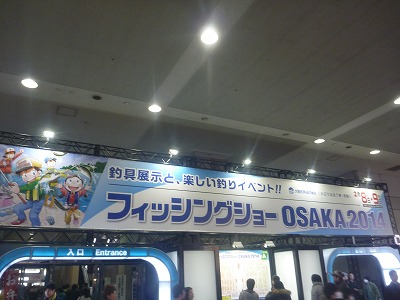 釣具展示と、楽しい釣りイベント!!
フィッシングショー OSAKA 2014
入口 Entrance